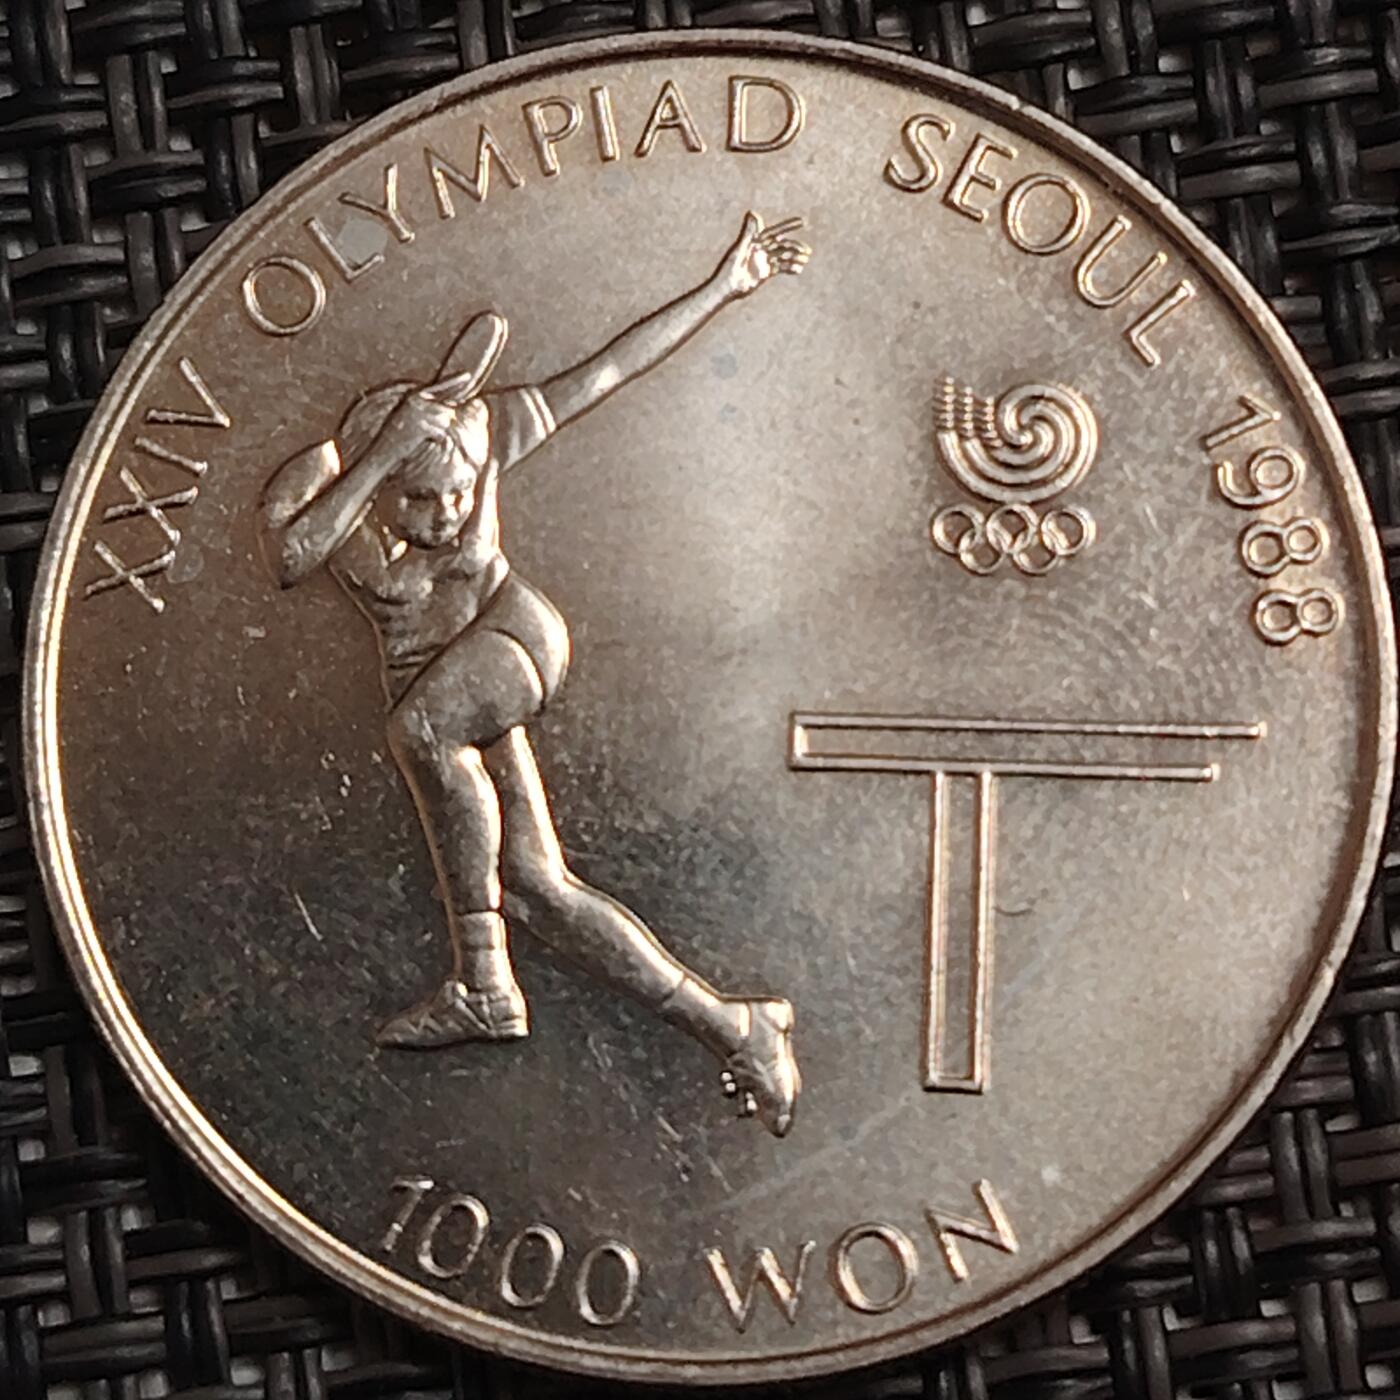 XXIV OLYMPIAD SEOUL 1988
1000 WON